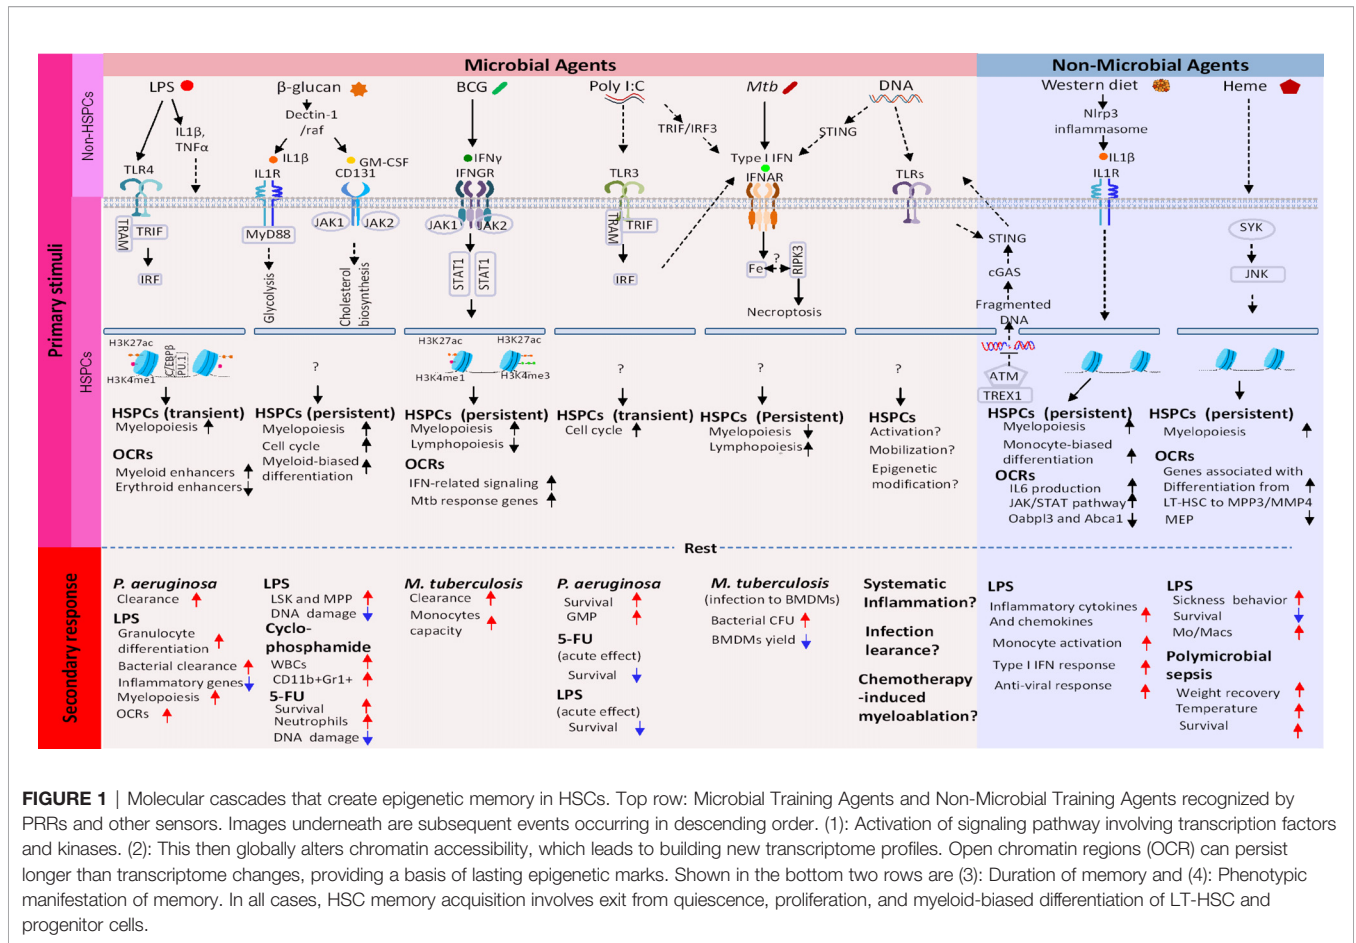 Microbial Agents
Non-Microbial Agents
Primary stimuli
Non-HSPCs
HSPCs
Secondary response
LPS
IL1β,
TNFα
TLR4
TRAM
TRIF
IRF
β-glucan
Dectin-1
/raf
IL1β
IL1R
GM-CSF
CD131
MyD88
JAK1
JAK2
Glycolysis
Cholesterol
biosynthesis
BCG
IFNγ
IFNGR
JAK1
JAK2
STAT1
STAT1
Poly I:C
TRIF/IRF3
TLR3
TRAM
TRIF
IRF
Mtb
Type I IFN
IFNAR
Fe
?
RIPK3
Necroptosis
DNA
STING
TLRs
STING
cGAS
Fragmented
DNA
ATM
TREX1
Western diet
Nlrp3
inflammasome
IL1β
IL1R
Heme
SYK
JNK
H3K27ac
C/EBPβ
PU.1
H3K4me1
HSPCs (transient)
Myelopoiesis
OCRs
Myeloid enhancers
Erythroid enhancers
?
HSPCs (persistent)
Myelopoiesis
Cell cycle
Myeloid-biased
differentiation
H3K27ac
H3K27ac
H3K4me1
H3K4me3
HSPCs (persistent)
Myelopoiesis
Lymphopoiesis
OCRs
IFN-related signaling
Mtb response genes
?
HSPCs (transient)
Cell cycle
?
HSPCs (Persistent)
Myelopoiesis
Lymphopoiesis
?
HSPCs
Activation?
Mobilization?
Epigenetic
modification?
HSPCs (persistent)
Myelopoiesis
Monocyte-biased
differentiation
OCRs
IL6 production
JAK/STAT pathway
Oabpl3 and Abca1
HSPCs (persistent)
Myelopoiesis
OCRs
Genes associated with
Differentiation from
LT-HSC to MPP3/MMP4
MEP
Rest
P. aeruginosa
Clearance
LPS
Granulocyte
differentiation
Bacterial clearance
Inflammatory genes
Myelopoiesis
OCRs
LPS
LSK and MPP
DNA damage
Cyclo-
phosphamide
WBCs
CD11b+Gr1+
5-FU
Survival
Neutrophils
DNA damage
M. tuberculosis
Clearance
Monocytes
capacity
P. aeruginosa
Survival
GMP
5-FU
(acute effect)
Survival
LPS
(acute effect)
Survival
M. tuberculosis
(infection to BMDMs)
Bacterial CFU
BMDMs yield
Systematic
Inflammation?
Infection
learance?
Chemotherapy
-induced
myeloablation?
LPS
Inflammatory cytokines
And chemokines
Monocyte activation
Type I IFN response
Anti-viral response
LPS
Sickness behavior
Survival
Mo/Macs
Polymicrobial
sepsis
Weight recovery
Temperature
Survival
FIGURE 1 | Molecular cascades that create epigenetic memory in HSCs. Top row: Microbial Training Agents and Non-Microbial Training Agents recognized by
PRRs and other sensors. Images underneath are subsequent events occurring in descending order. (1): Activation of signaling pathway involving transcription factors
and kinases. (2): This then globally alters chromatin accessibility, which leads to building new transcriptome profiles. Open chromatin regions (OCR) can persist
longer than transcriptome changes, providing a basis of lasting epigenetic marks. Shown in the bottom two rows are (3): Duration of memory and (4): Phenotypic
manifestation of memory. In all cases, HSC memory acquisition involves exit from quiescence, proliferation, and myeloid-biased differentiation of LT-HSC and
progenitor cells.